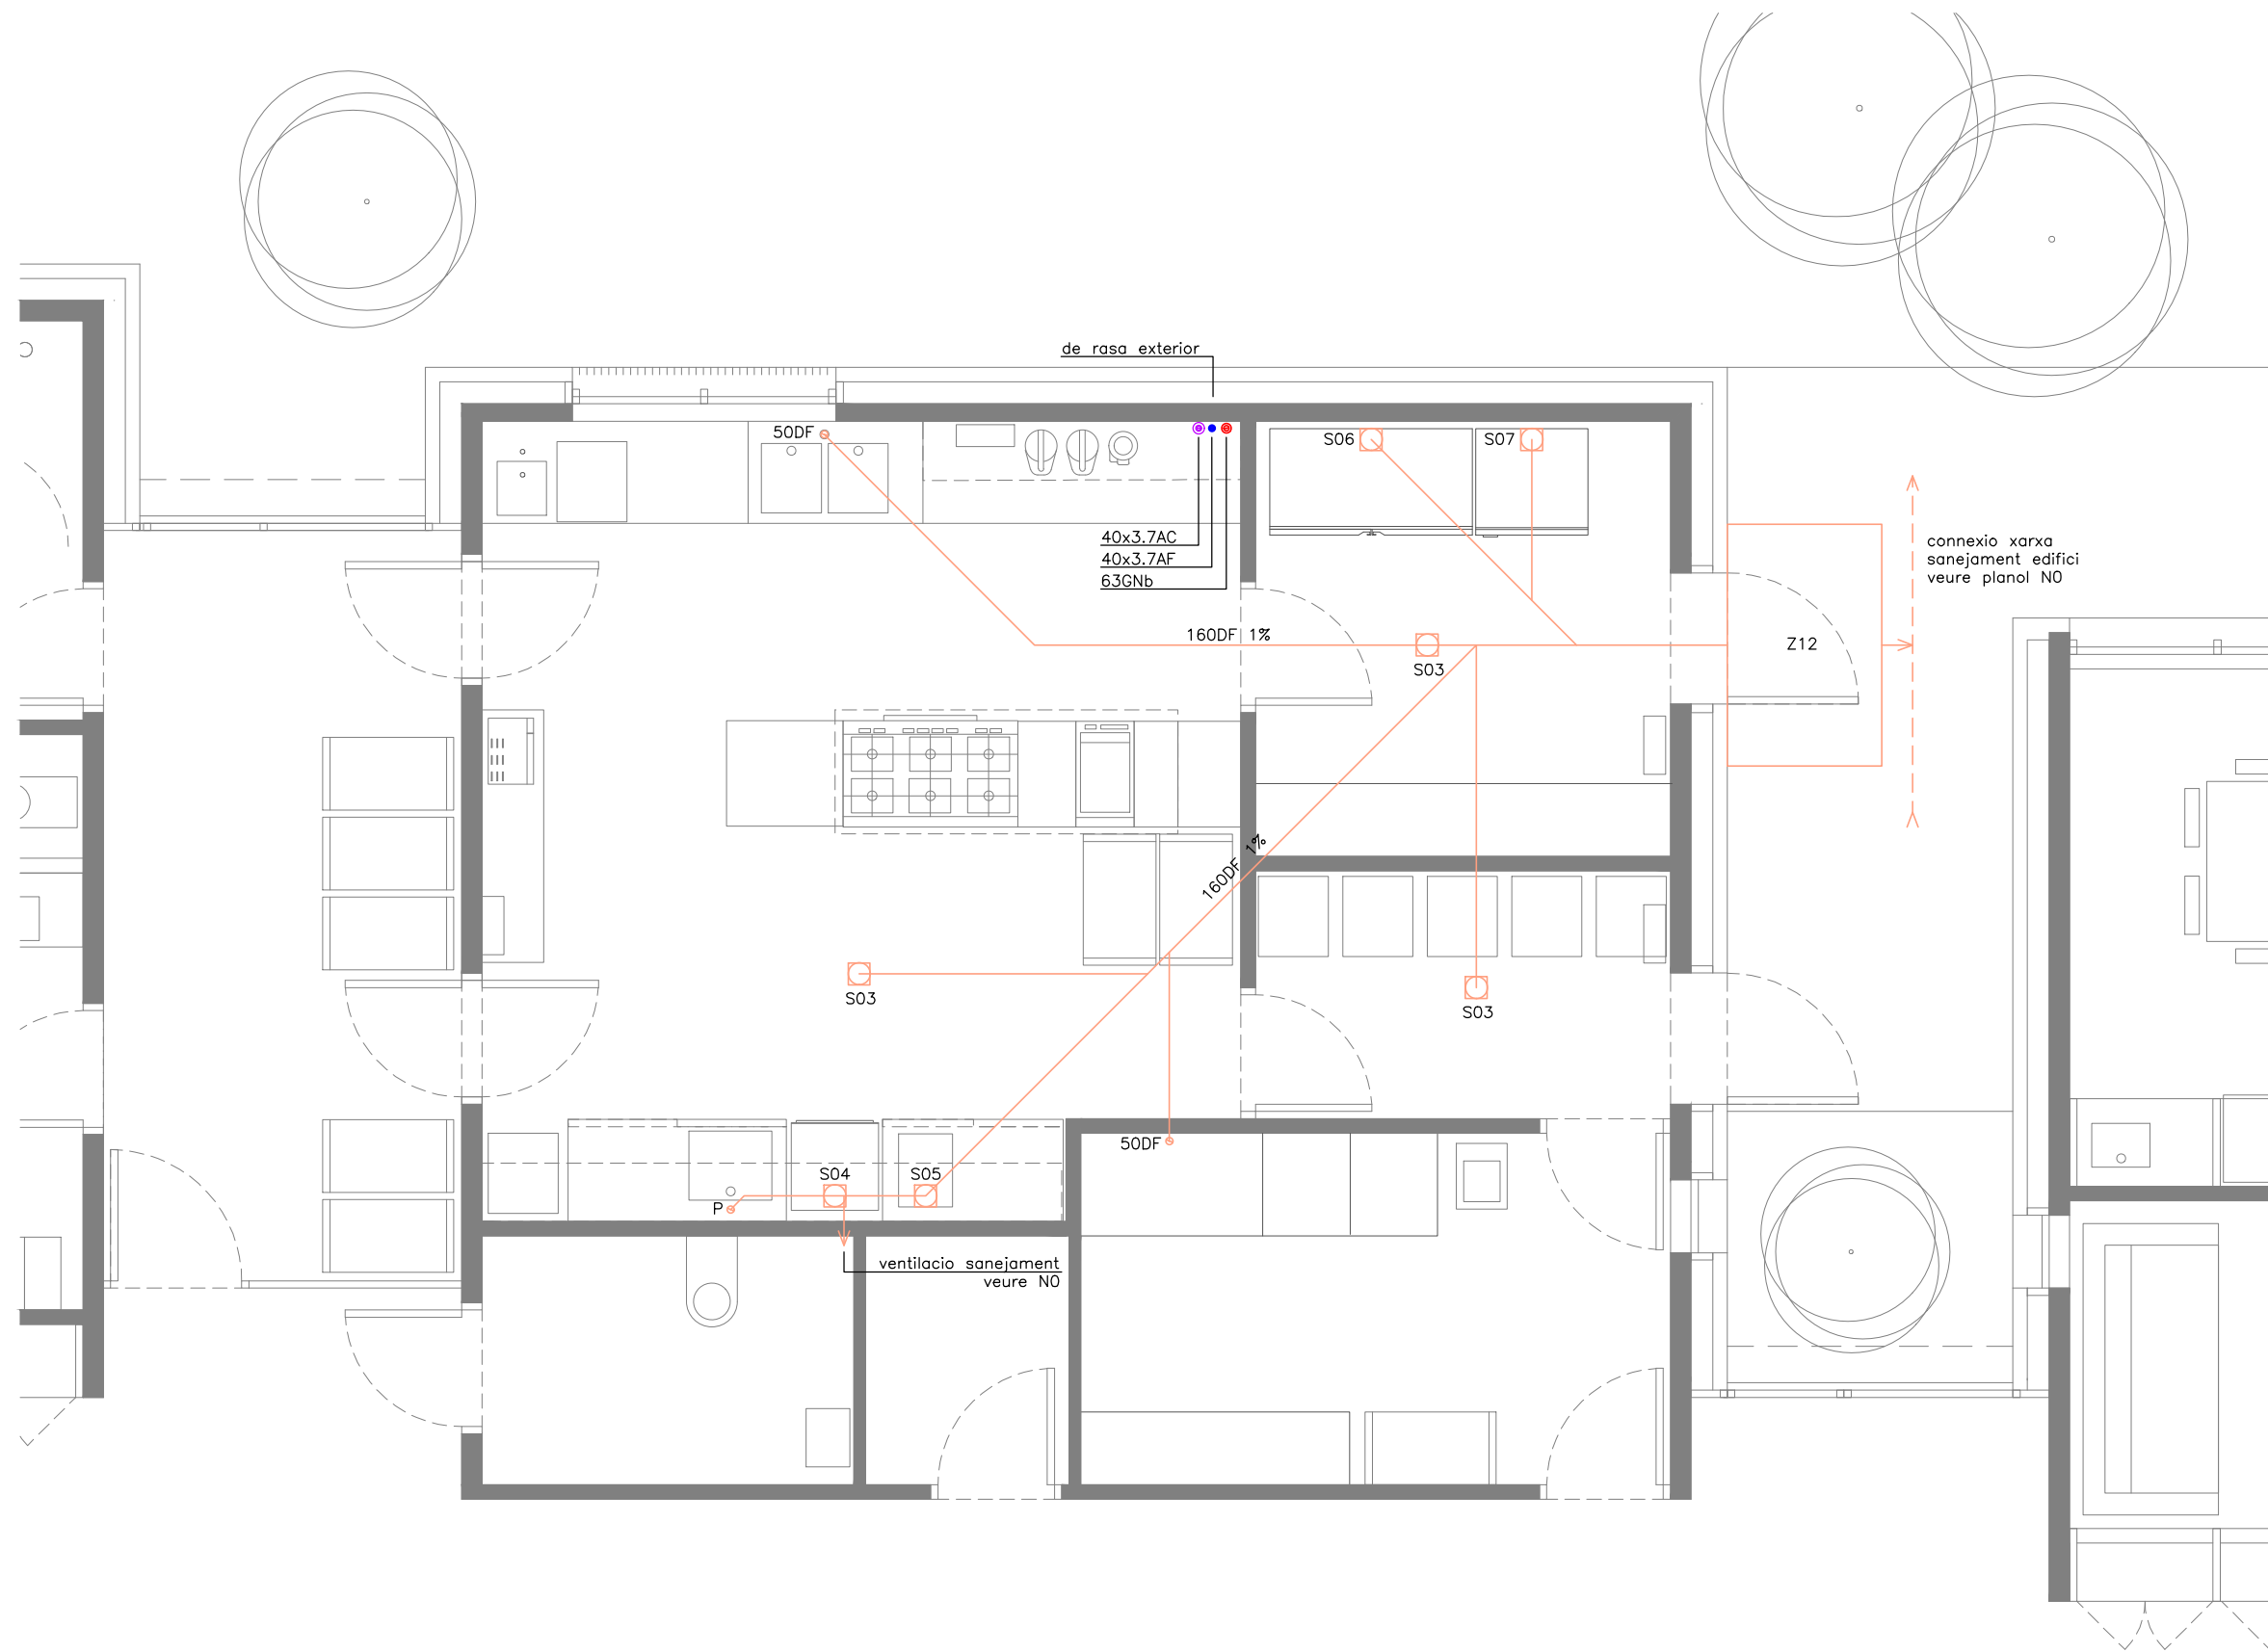 de rasa exterior
50DF
S06
S07
40x3.7AC
40x3.7AF
63GNb
connexio xarxa
sanejament edifici
veure planol N0
160DF 1%
S03
Z12
160DF 1%
S03
S03
50DF
S04
S05
P
ventilacio sanejament
veure N0